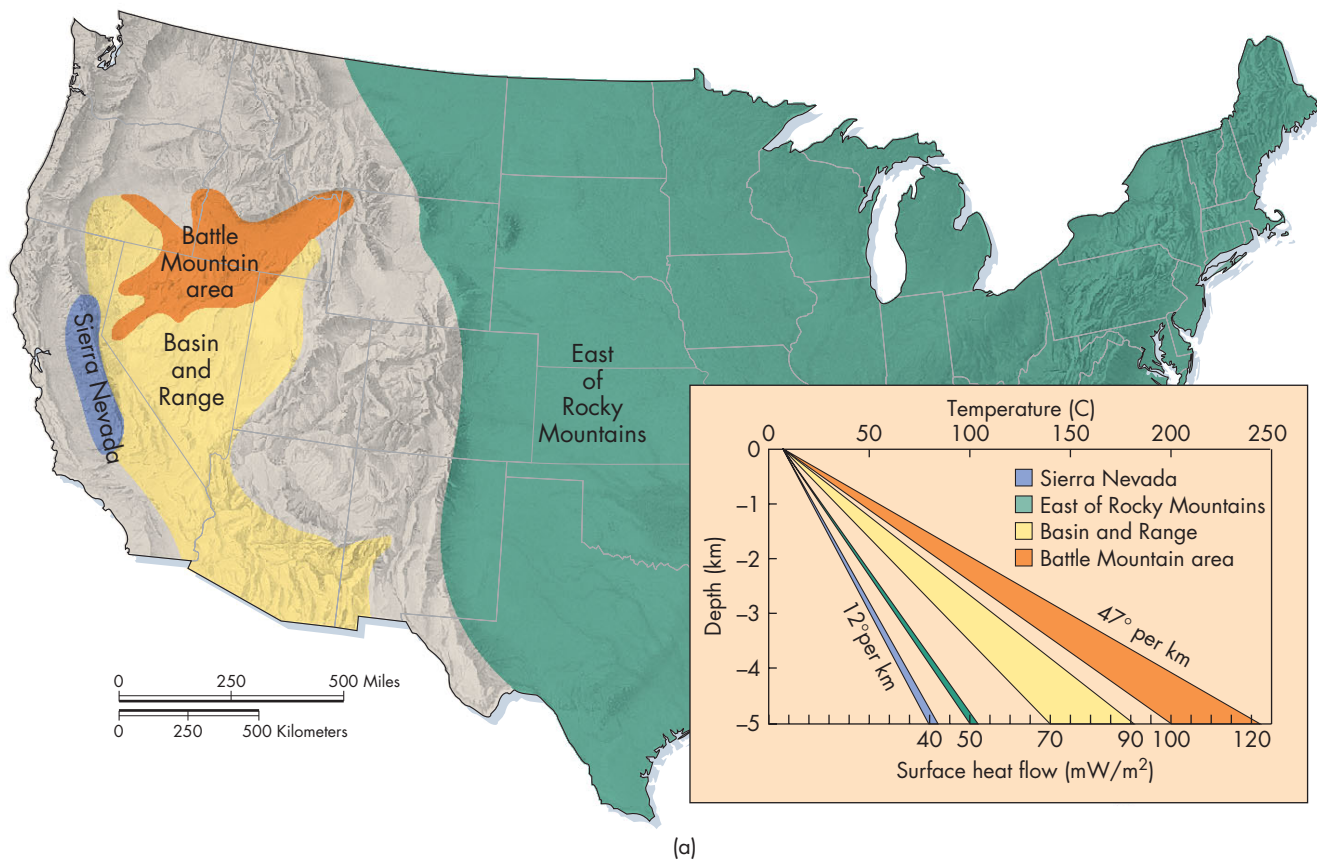 Battle
Mountain
area
Sierra Nevada
Basin
and
Range
East
of
Rocky
Mountains
0 250 500 Miles
0 250 500 Kilometers
Temperature (C)
0 50 100 150 200 250
Sierra Nevada
East of Rocky Mountains
Basin and Range
Battle Mountain area
Depth (km)
0
–1
–2
–3
–4
–5
12° per km
47° per km
40 50 70 90 100 120
Surface heat flow (mW/m²)
(a)